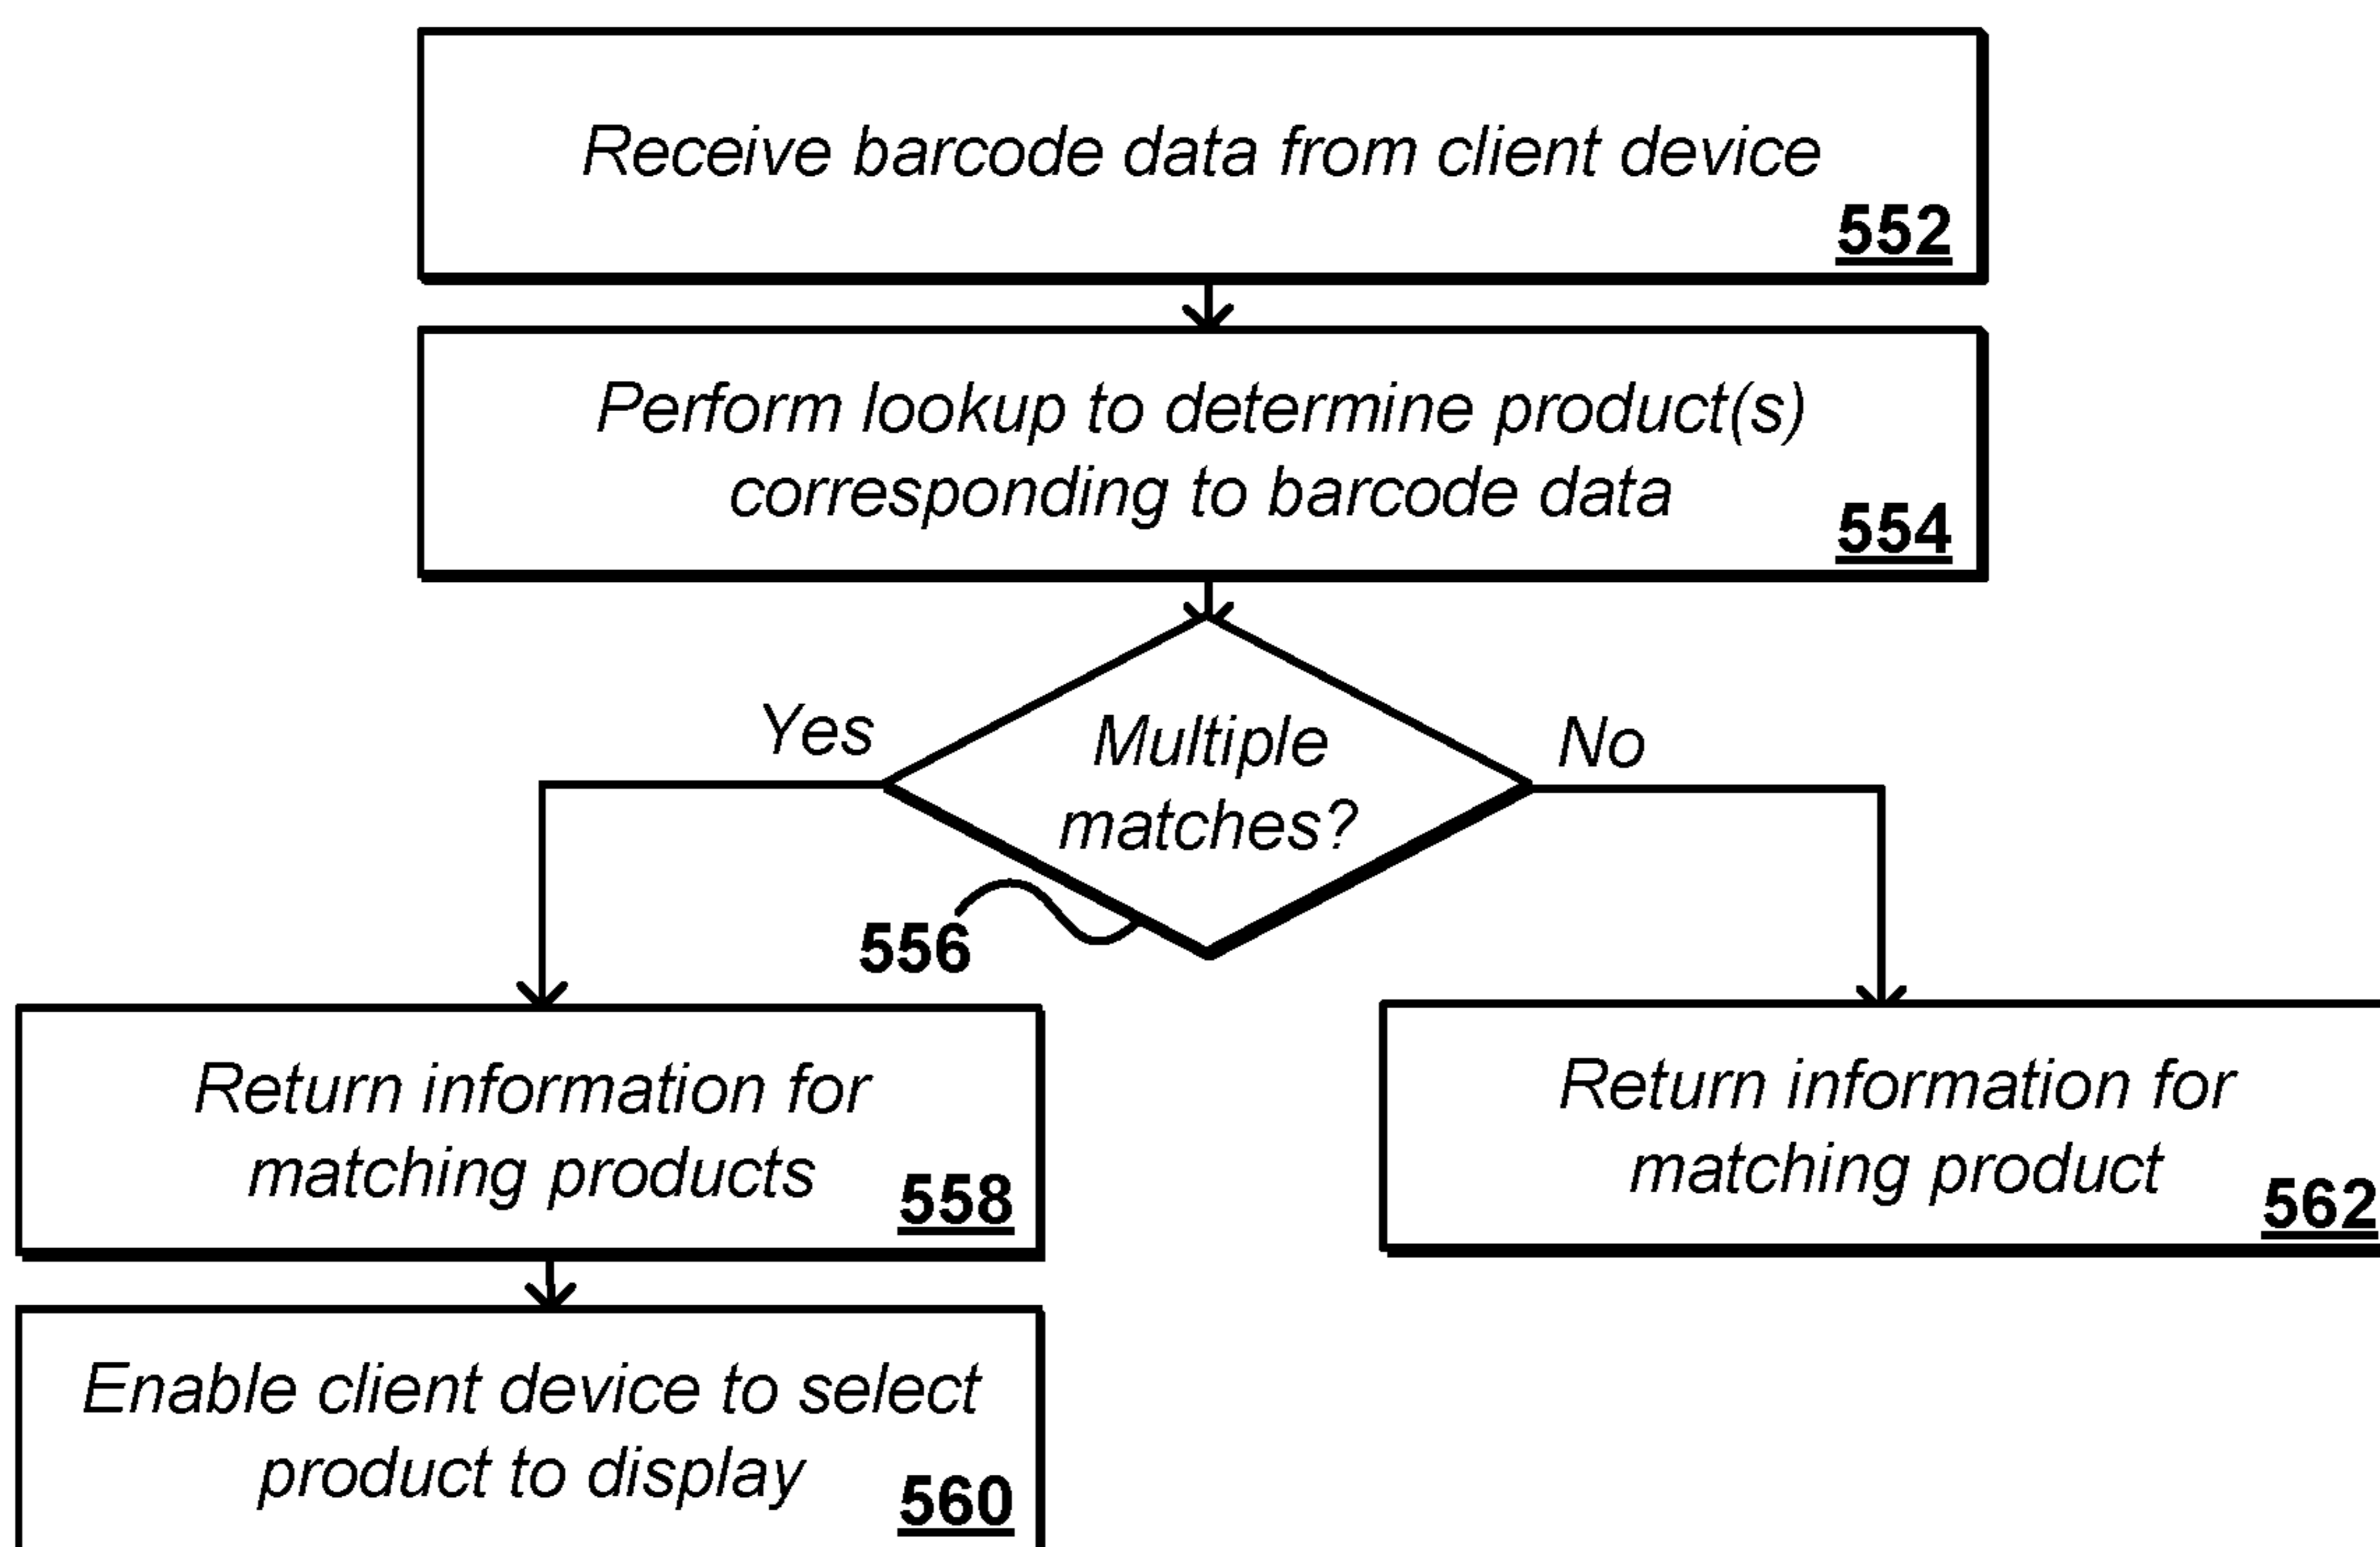 Receive barcode data from client device
552
Perform lookup to determine product(s)
corresponding to barcode data
554
Yes
Multiple
matches?
No
556
Return information for
matching products
558
Return information for
matching product
562
Enable client device to select
product to display
560